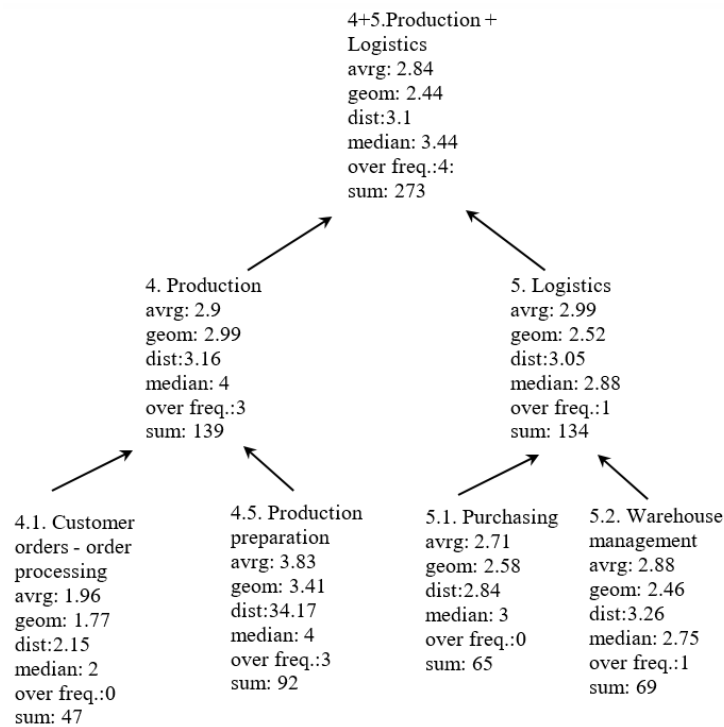 4+5.Production +
Logistics
avrg: 2.84
geom: 2.44
dist:3.1
median: 3.44
over freq.:4:
sum: 273
4. Production
avrg: 2.9
geom: 2.99
dist:3.16
median: 4
over freq.:3
sum: 139
5. Logistics
avrg: 2.99
geom: 2.52
dist:3.05
median: 2.88
over freq.:1
sum: 134
4.1. Customer
orders - order
processing
avrg: 1.96
geom: 1.77
dist:2.15
median: 2
over freq.:0
sum: 47
4.5. Production
preparation
avrg: 3.83
geom: 3.41
dist:34.17
median: 4
over freq.:3
sum: 92
5.1. Purchasing
avrg: 2.71
geom: 2.58
dist:2.84
median: 3
over freq.:0
sum: 65
5.2. Warehouse
management
avrg: 2.88
geom: 2.46
dist:3.26
median: 2.75
over freq.:1
sum: 69